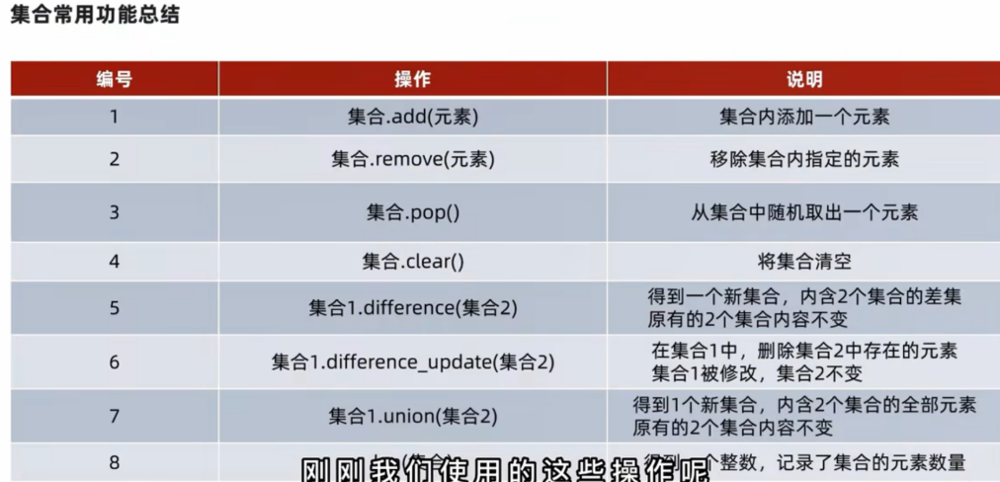 集合常用功能总结
编号 操作 说明
1 集合.add(元素) 集合内添加一个元素
2 集合.remove(元素) 移除集合内指定的元素
3 集合.pop() 从集合中随机取出一个元素
4 集合.clear() 将集合清空
5 集合1.difference(集合2) 得到一个新集合，内含2个集合的差集
原有的2个集合内容不变
6 集合1.difference_update(集合2) 在集合1中，删除集合2中存在的元素
集合1被修改，集合2不变
7 集合1.union(集合2) 得到1个新集合，内含2个集合的全部元素
原有的2个集合内容不变
8 个整数，记录了集合的元素数量
刚刚我们使用的这些操作呢